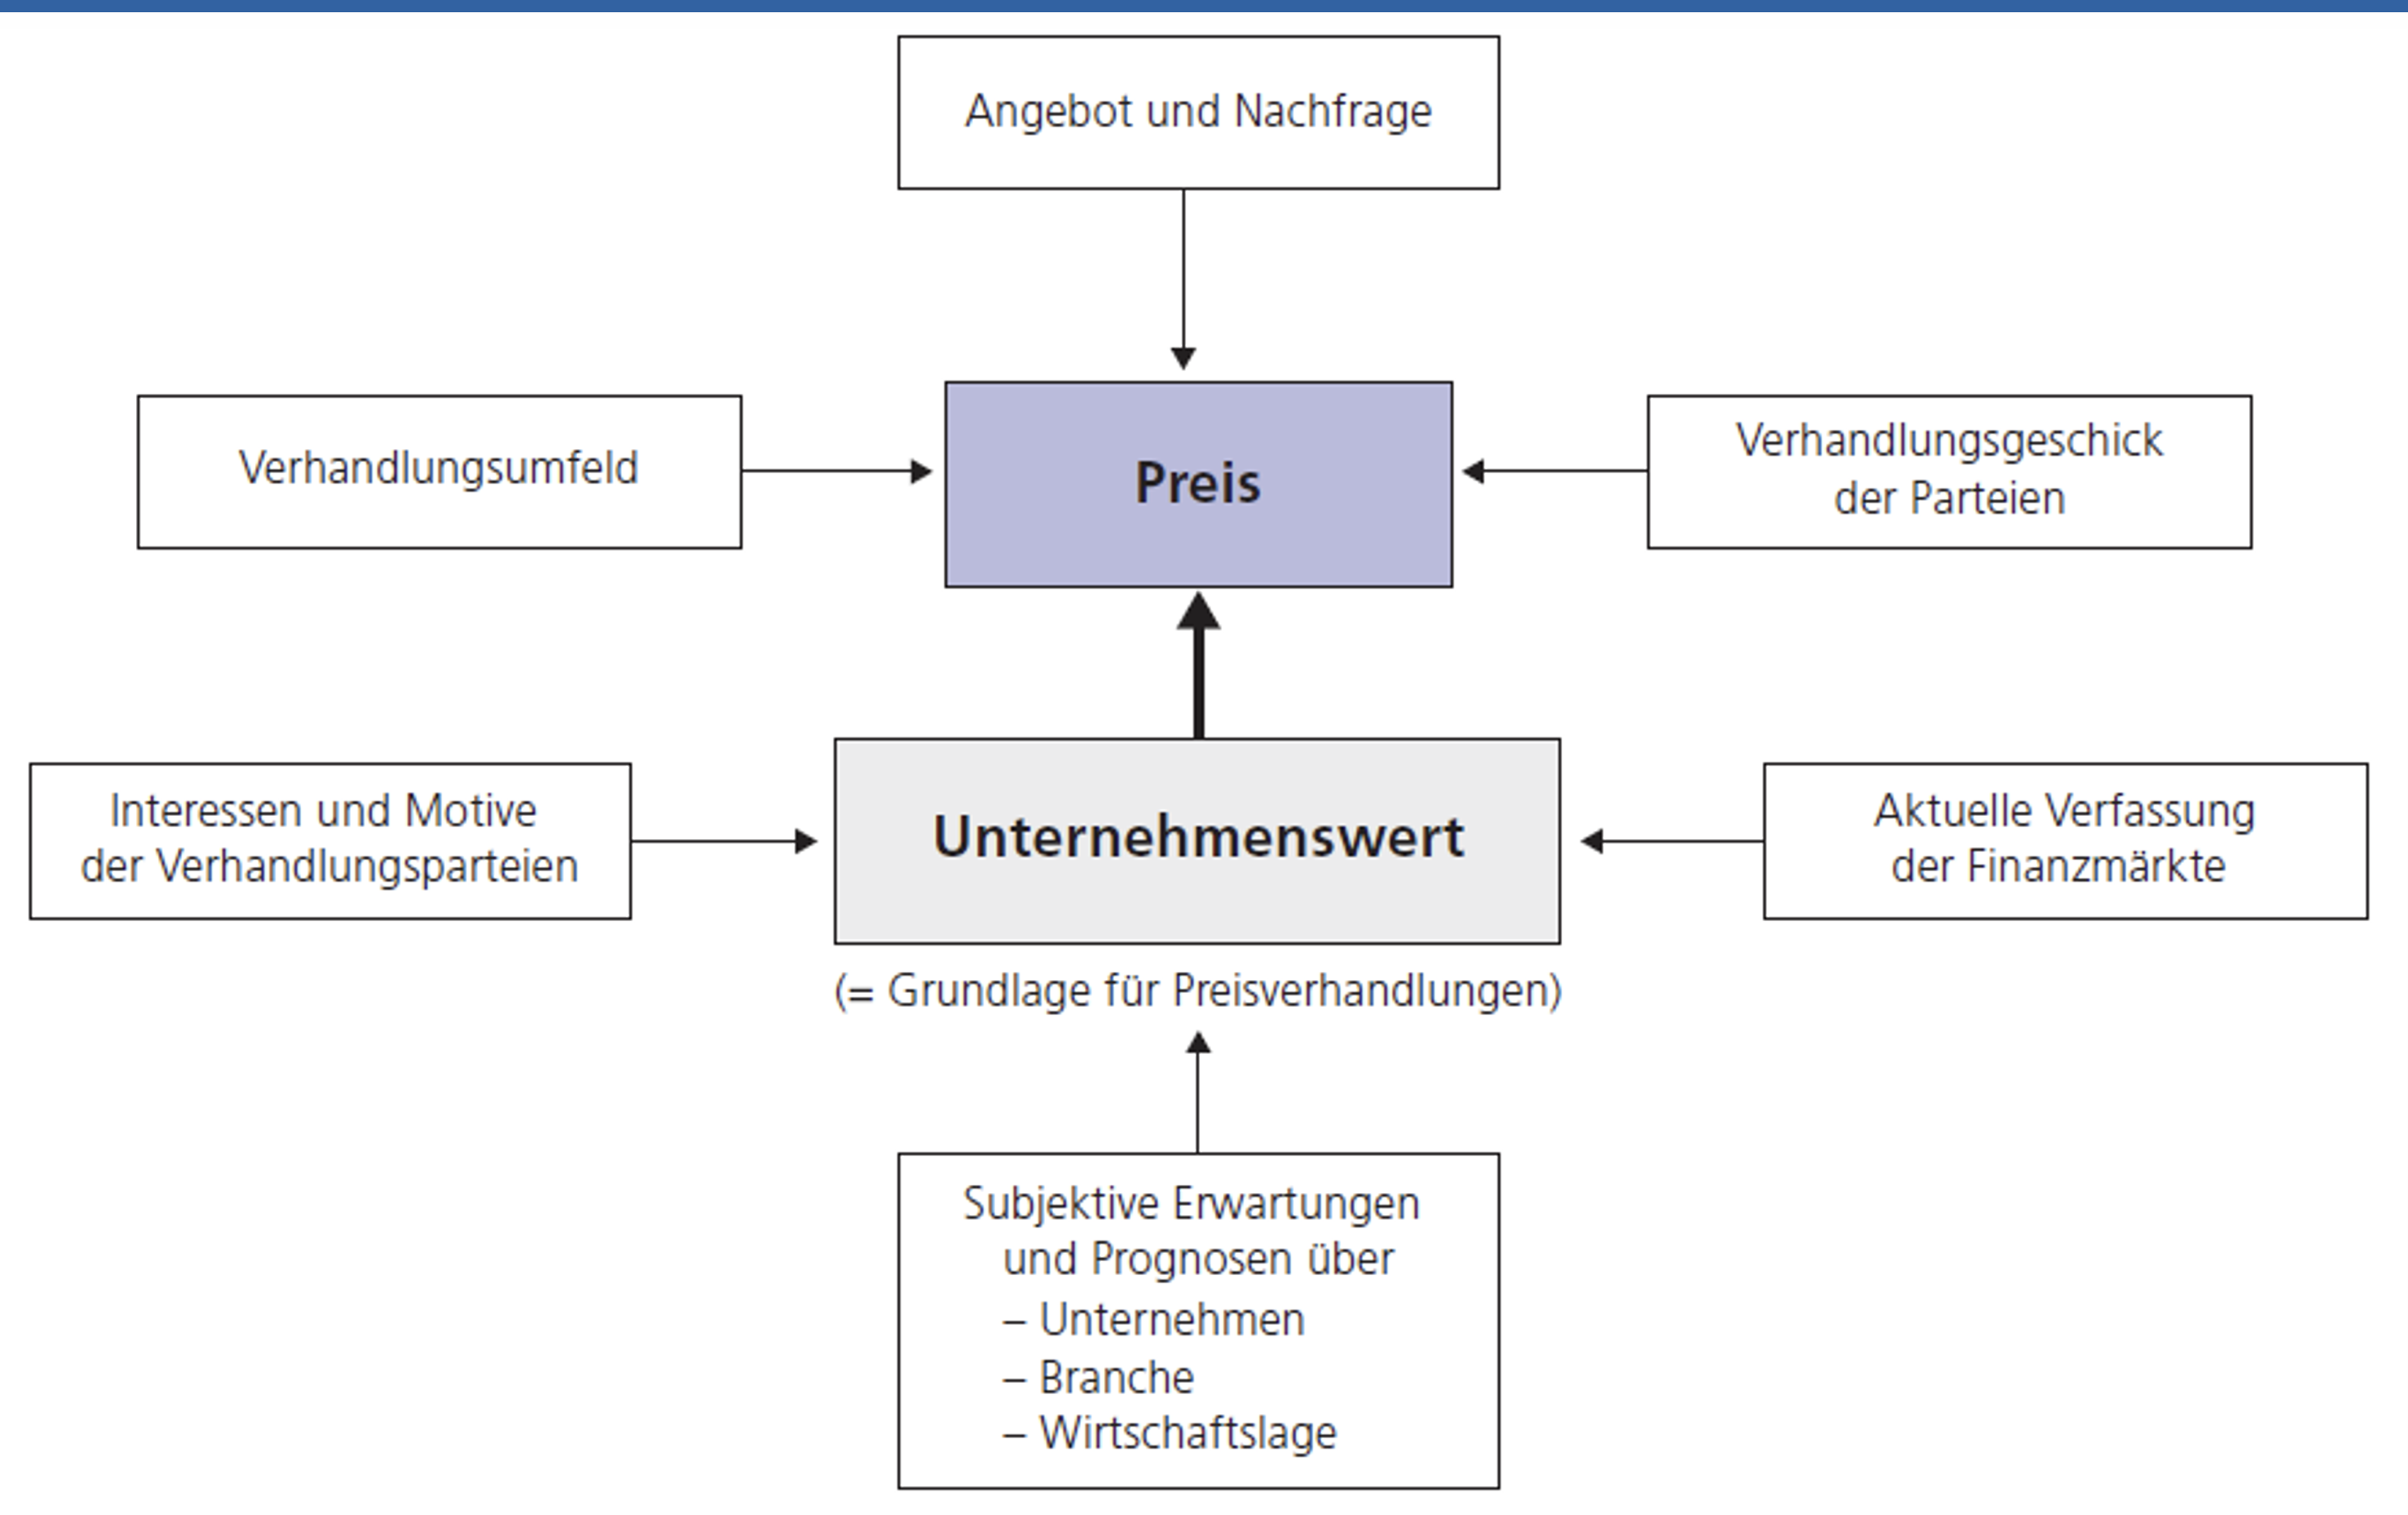 Angebot und Nachfrage
Verhandlungsumfeld
Preis
Verhandlungsgeschick
der Parteien
Interessen und Motive
der Verhandlungsparteien
Unternehmenswert
Aktuelle Verfassung
der Finanzmärkte
(= Grundlage für Preisverhandlungen)
Subjektive Erwartungen
und Prognosen über
– Unternehmen
– Branche
– Wirtschaftslage